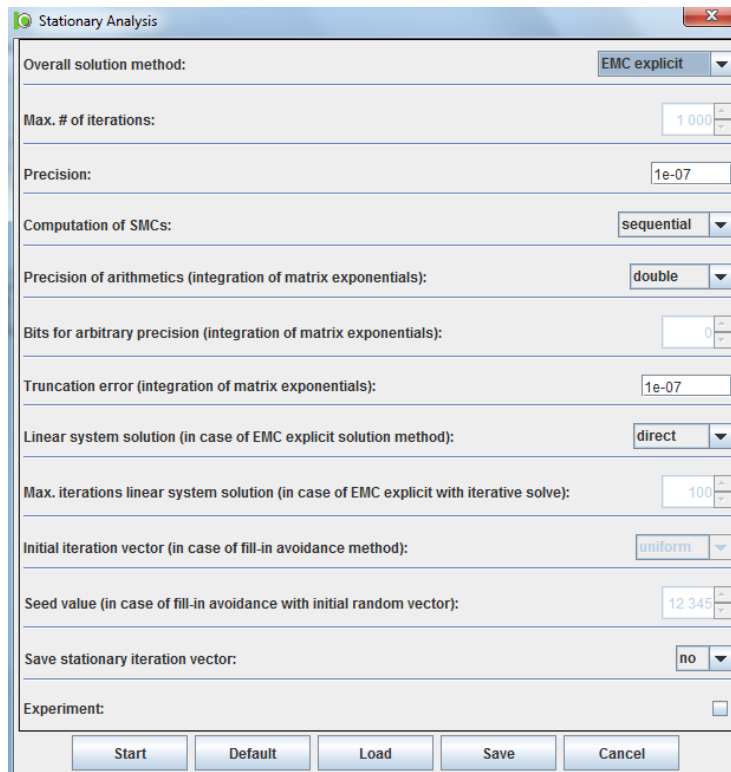 Stationary Analysis
Overall solution method: EMC explicit
Max. # of iterations: 1 000
Precision: 1e-07
Computation of SMCs: sequential
Precision of arithmetics (integration of matrix exponentials): double
Bits for arbitrary precision (integration of matrix exponentials): 0
Truncation error (integration of matrix exponentials): 1e-07
Linear system solution (in case of EMC explicit solution method): direct
Max. iterations linear system solution (in case of EMC explicit with iterative solve): 100
Initial iteration vector (in case of fill-in avoidance method): uniform
Seed value (in case of fill-in avoidance with initial random vector): 12 345
Save stationary iteration vector: no
Experiment:
Start Default Load Save Cancel